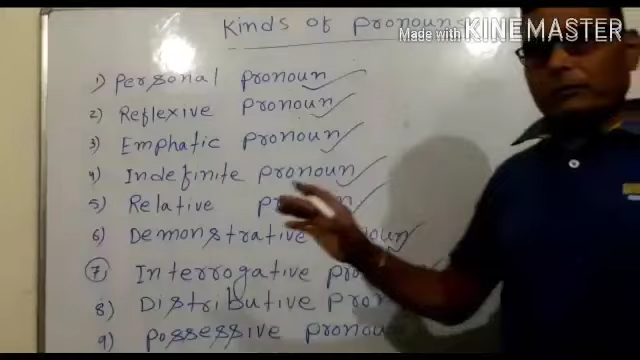 Kinds of Pronouns
Made with KINEMASTER
1) Personal pronoun
2) Reflexive pronoun
3) Emphatic pronoun
4) Indefinite pronoun
5) Relative
6) Demonstrative
7 Interrogative
8) Distributive
9) Possessive